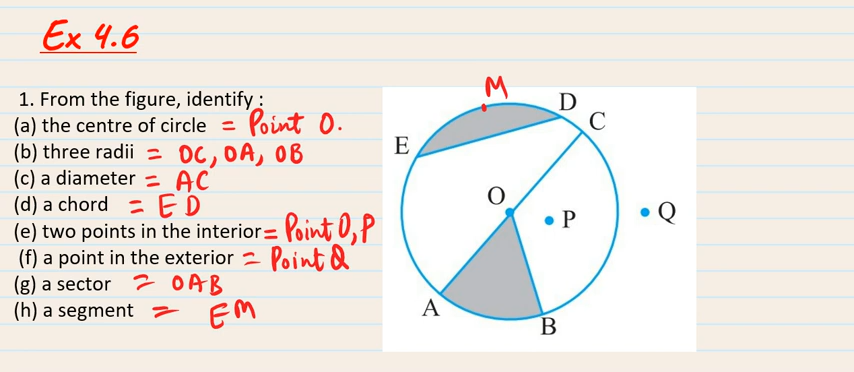 Ex 4.6
1. From the figure, identify :
(a) the centre of circle = Point O.
(b) three radii = OC, OA, OB
(c) a diameter = AC
(d) a chord = ED
(e) two points in the interior = Point O, P
(f) a point in the exterior = Point Q
(g) a sector = OAB
(h) a segment = EM
M
D
C
E
O
P
Q
A
B